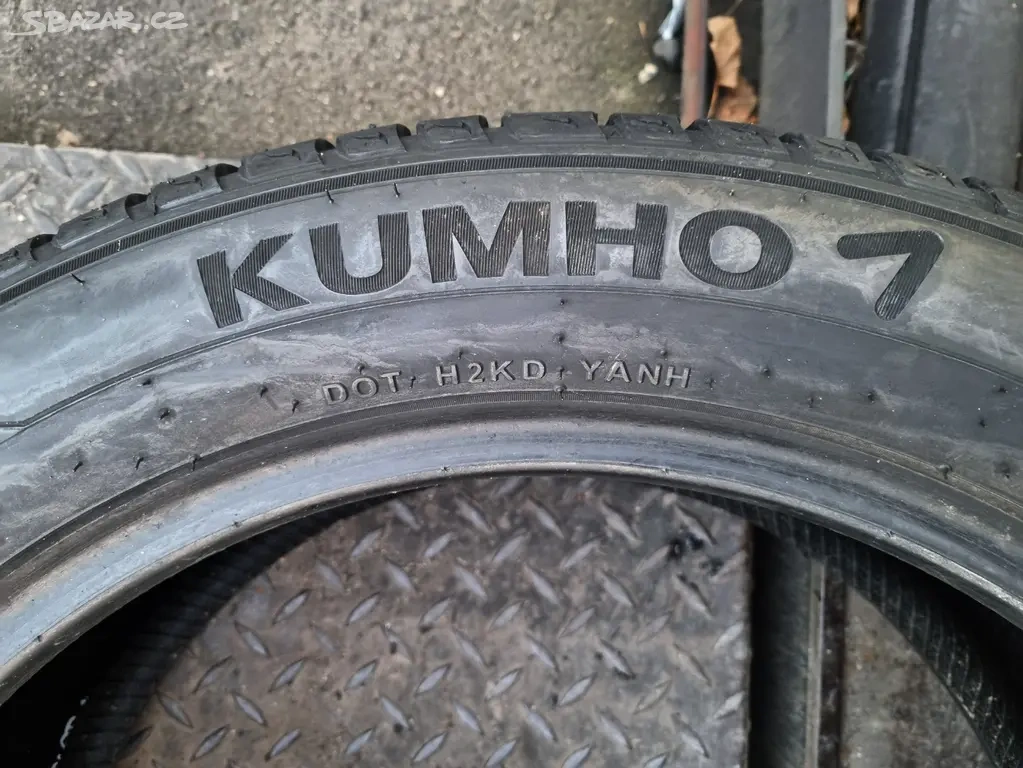 SBAZAR.CZ
KUMHO
DOT H2KD YANH